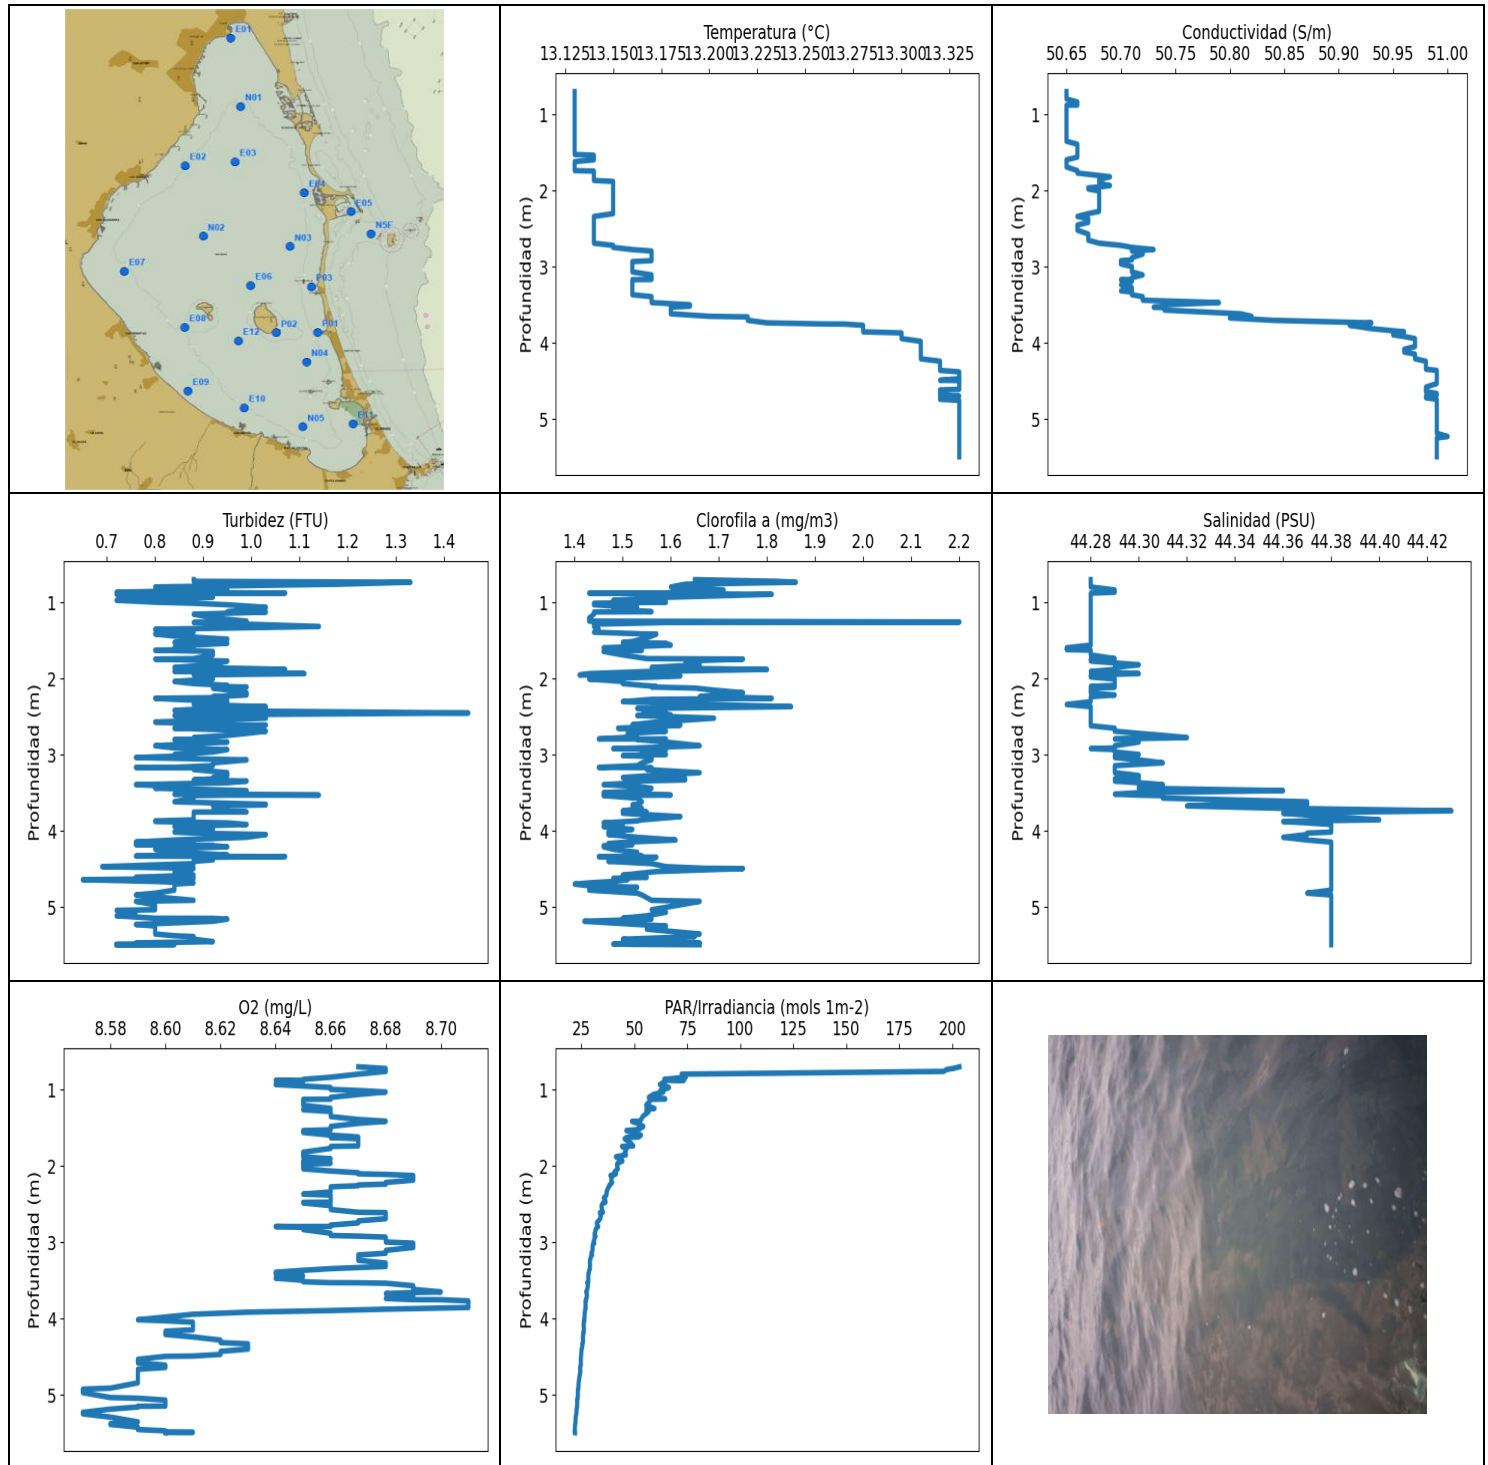 E01
N01
E02
E03
E04
E05
N5F
N02
N03
E07
E06
P03
E08
E12
P02
P01
N04
E09
E10
N05
E11
Temperatura (°C)
13.125 13.150 13.175 13.200 13.225 13.250 13.275 13.300 13.325
1
2
3
4
5
Profundidad (m)
Conductividad (S/m)
50.65 50.70 50.75 50.80 50.85 50.90 50.95 51.00
1
2
3
4
5
Profundidad (m)
Turbidez (FTU)
0.7 0.8 0.9 1.0 1.1 1.2 1.3 1.4
1
2
3
4
5
Profundidad (m)
Clorofila a (mg/m3)
1.4 1.5 1.6 1.7 1.8 1.9 2.0 2.1 2.2
1
2
3
4
5
Profundidad (m)
Salinidad (PSU)
44.28 44.30 44.32 44.34 44.36 44.38 44.40 44.42
1
2
3
4
5
Profundidad (m)
O2 (mg/L)
8.58 8.60 8.62 8.64 8.66 8.68 8.70
1
2
3
4
5
Profundidad (m)
PAR/Irradiancia (mols 1m-2)
25 50 75 100 125 150 175 200
1
2
3
4
5
Profundidad (m)